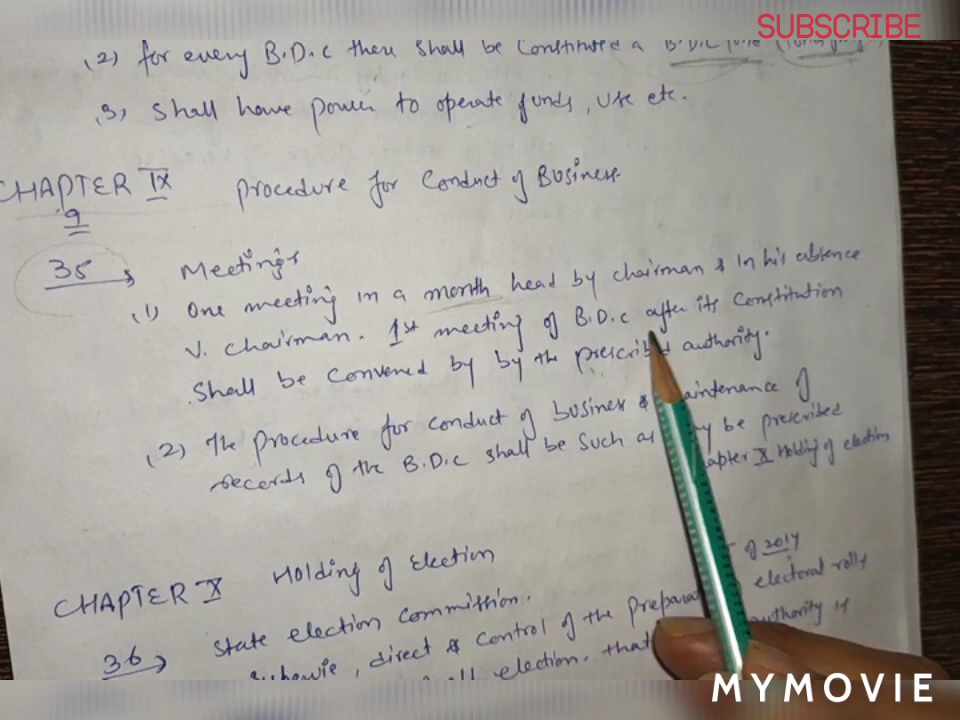 SUBSCRIBE
(2) for every B.D.C there shall be Constituted a B.D.C fund
(3) Shall have power to operate funds, use etc.
CHAPTER IX Procedure for Conduct of Business
9
35 → Meetings
(1) One meeting in a month head by chairman & in his absence
V. chairman. 1st meeting of B.D.C after its Constitution
Shall be Convened by by the prescribed authority.
(2) The procedure for conduct of business & maintenance of
records of the B.D.C shall be such as may be prescribed
Chapter X Holding of election
CHAPTER X Holding of Election
of 2014
36 → State election commission.
, direct & control of the electoral rolls
election. that authority is
MYMOVIE